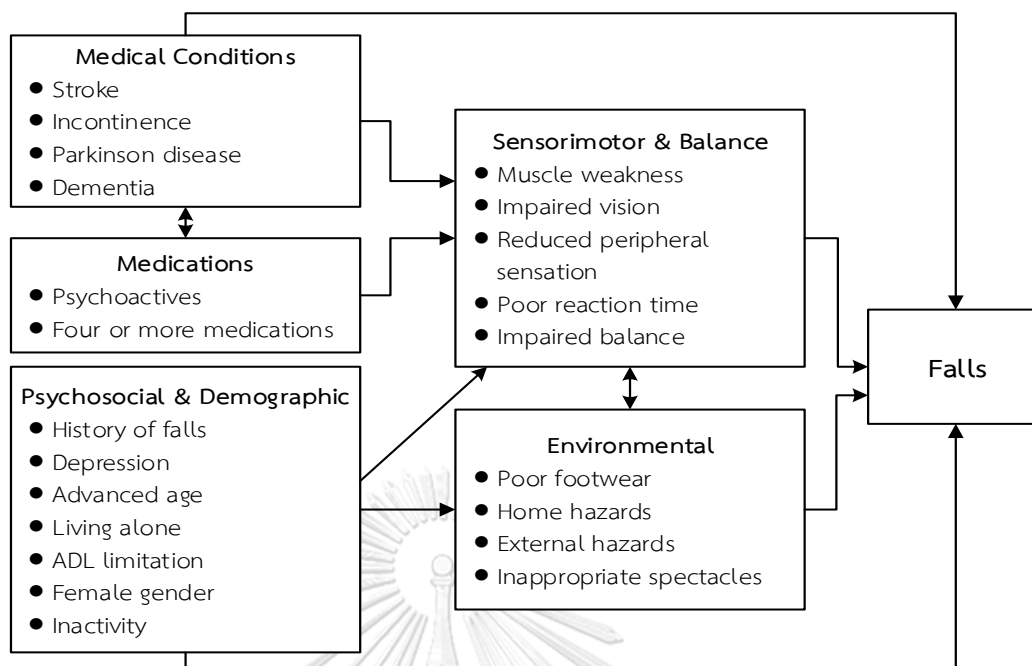 Medical Conditions
● Stroke
● Incontinence
● Parkinson disease
● Dementia
Medications
● Psychoactives
● Four or more medications
Psychosocial & Demographic
● History of falls
● Depression
● Advanced age
● Living alone
● ADL limitation
● Female gender
● Inactivity
Sensorimotor & Balance
● Muscle weakness
● Impaired vision
● Reduced peripheral
sensation
● Poor reaction time
● Impaired balance
Environmental
● Poor footwear
● Home hazards
● External hazards
● Inappropriate spectacles
Falls